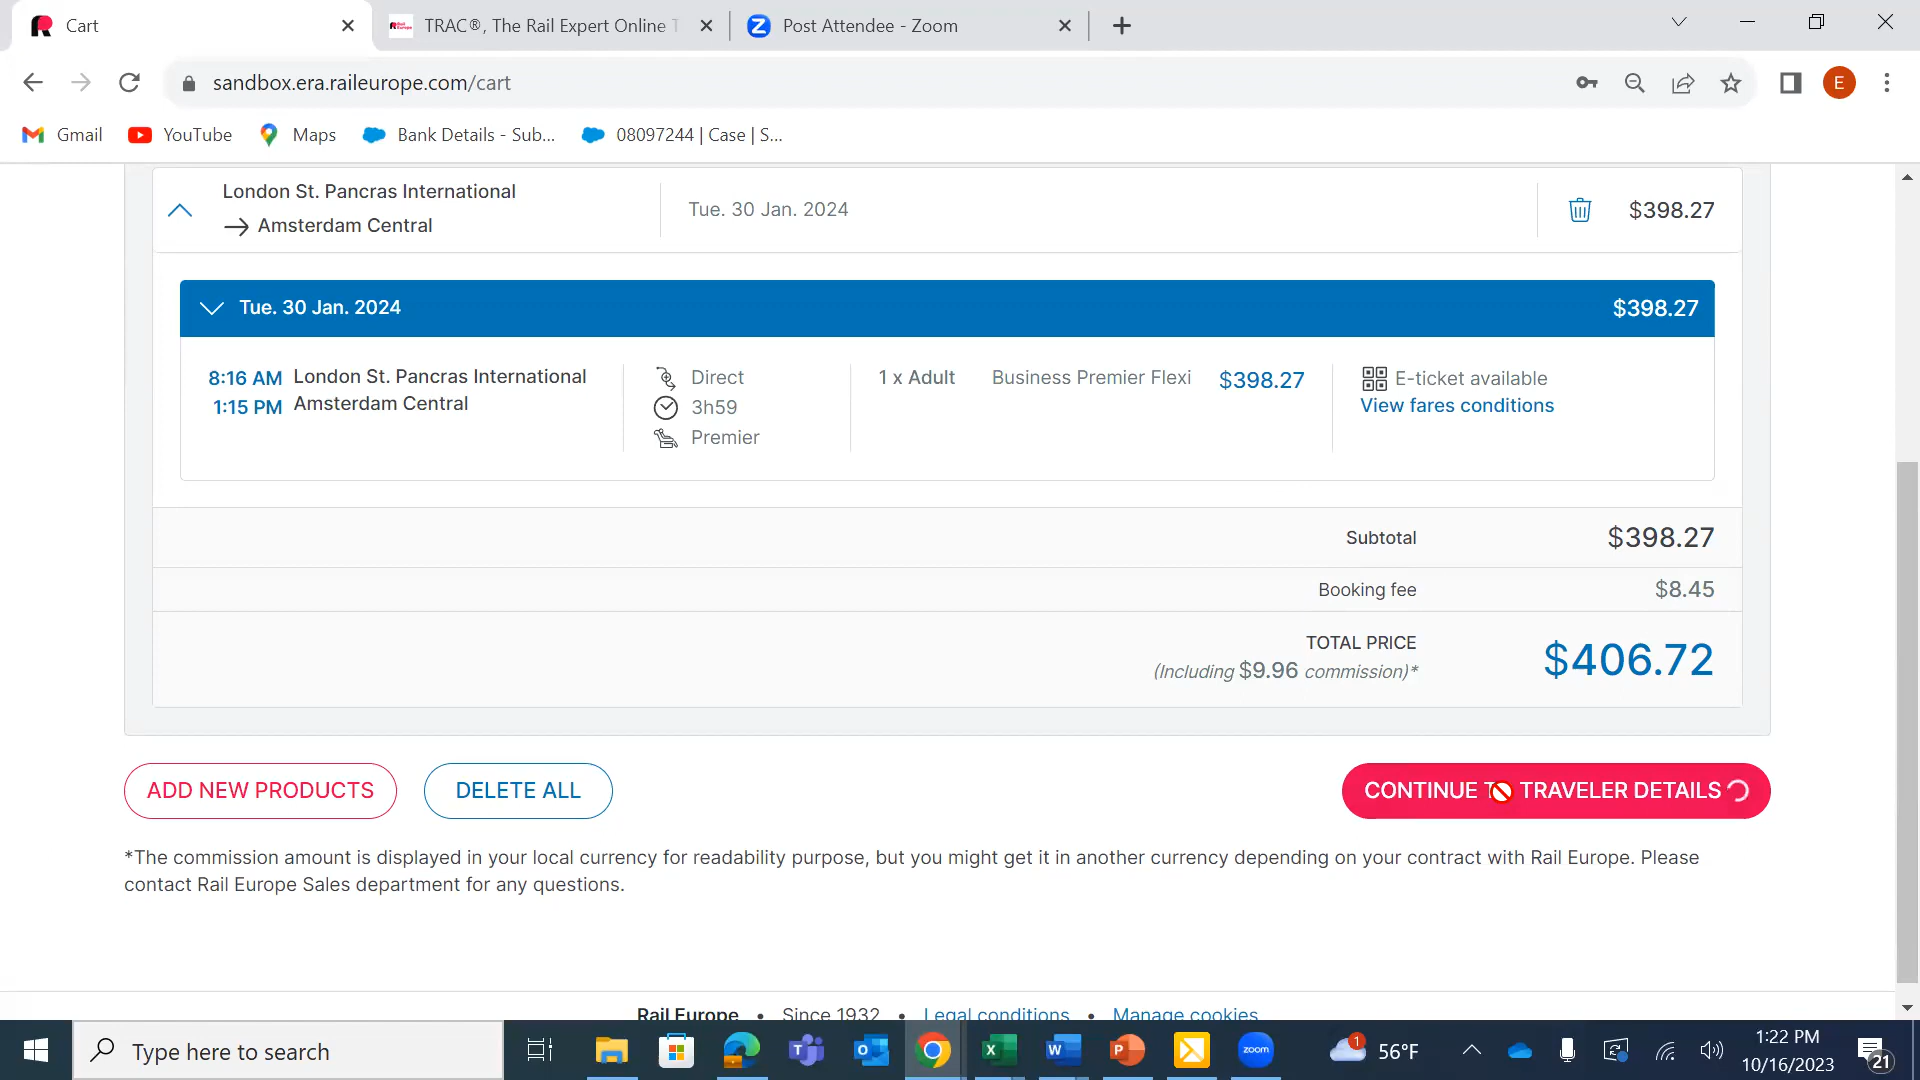 Cart
TRAC®, The Rail Expert Online T
Post Attendee - Zoom
sandbox.era.raileurope.com/cart
E
Gmail
YouTube
Maps
Bank Details - Sub...
08097244 | Case | S...
London St. Pancras International
→ Amsterdam Central
Tue. 30 Jan. 2024
$398.27
Tue. 30 Jan. 2024
$398.27
8:16 AM London St. Pancras International
1:15 PM Amsterdam Central
Direct
3h59
Premier
1 x Adult
Business Premier Flexi
$398.27
E-ticket available
View fares conditions
Subtotal
$398.27
Booking fee
$8.45
TOTAL PRICE
(Including $9.96 commission)*
$406.72
ADD NEW PRODUCTS
DELETE ALL
CONTINUE TO TRAVELER DETAILS
*The commission amount is displayed in your local currency for readability purpose, but you might get it in another currency depending on your contract with Rail Europe. Please
contact Rail Europe Sales department for any questions.
Rail Europe • Since 1932 • Legal conditions • Manage cookies
Type here to search
zoom
1
56°F
1:22 PM
10/16/2023
21